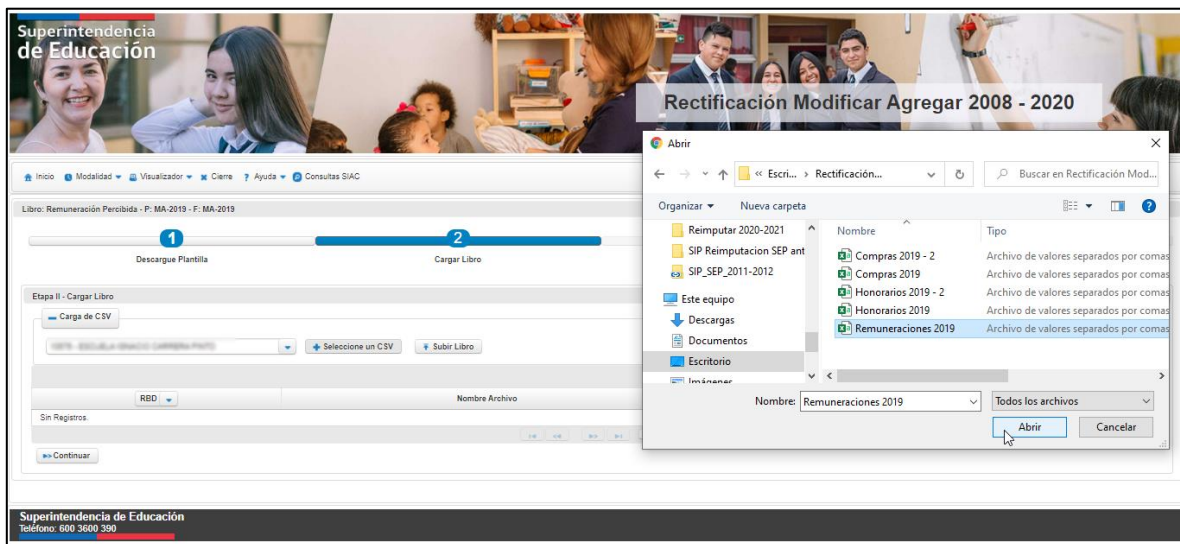 Superintendencia
de Educación
Rectificación Modificar Agregar 2008 - 2020
Inicio Modalidad Visualizador Cierre ? Ayuda Consultas SIAC
Libro: Remuneración Percibida - P: MA-2019 - F: MA-2019
1
Descargue Plantilla
2
Cargar Libro
Etapa II - Cargar Libro
Carga de CSV
Seleccione un CSV
Subir Libro
RBD
Nombre Archivo
Sin Registros.
Continuar
Superintendencia de Educación
Teléfono: 600 3600 390
Abrir
« Escri... › Rectificación...
Buscar en Rectificación Mod...
Organizar
Nueva carpeta
Reimputar 2020-2021
SIP Reimputacion SEP ant
SIP_SEP_2011-2012
Este equipo
Descargas
Documentos
Escritorio
Imágenes
Nombre Tipo
Compras 2019 - 2 Archivo de valores separados por comas
Compras 2019 Archivo de valores separados por comas
Honorarios 2019 - 2 Archivo de valores separados por comas
Honorarios 2019 Archivo de valores separados por comas
Remuneraciones 2019 Archivo de valores separados por comas
Nombre: Remuneraciones 2019
Todos los archivos
Abrir
Cancelar